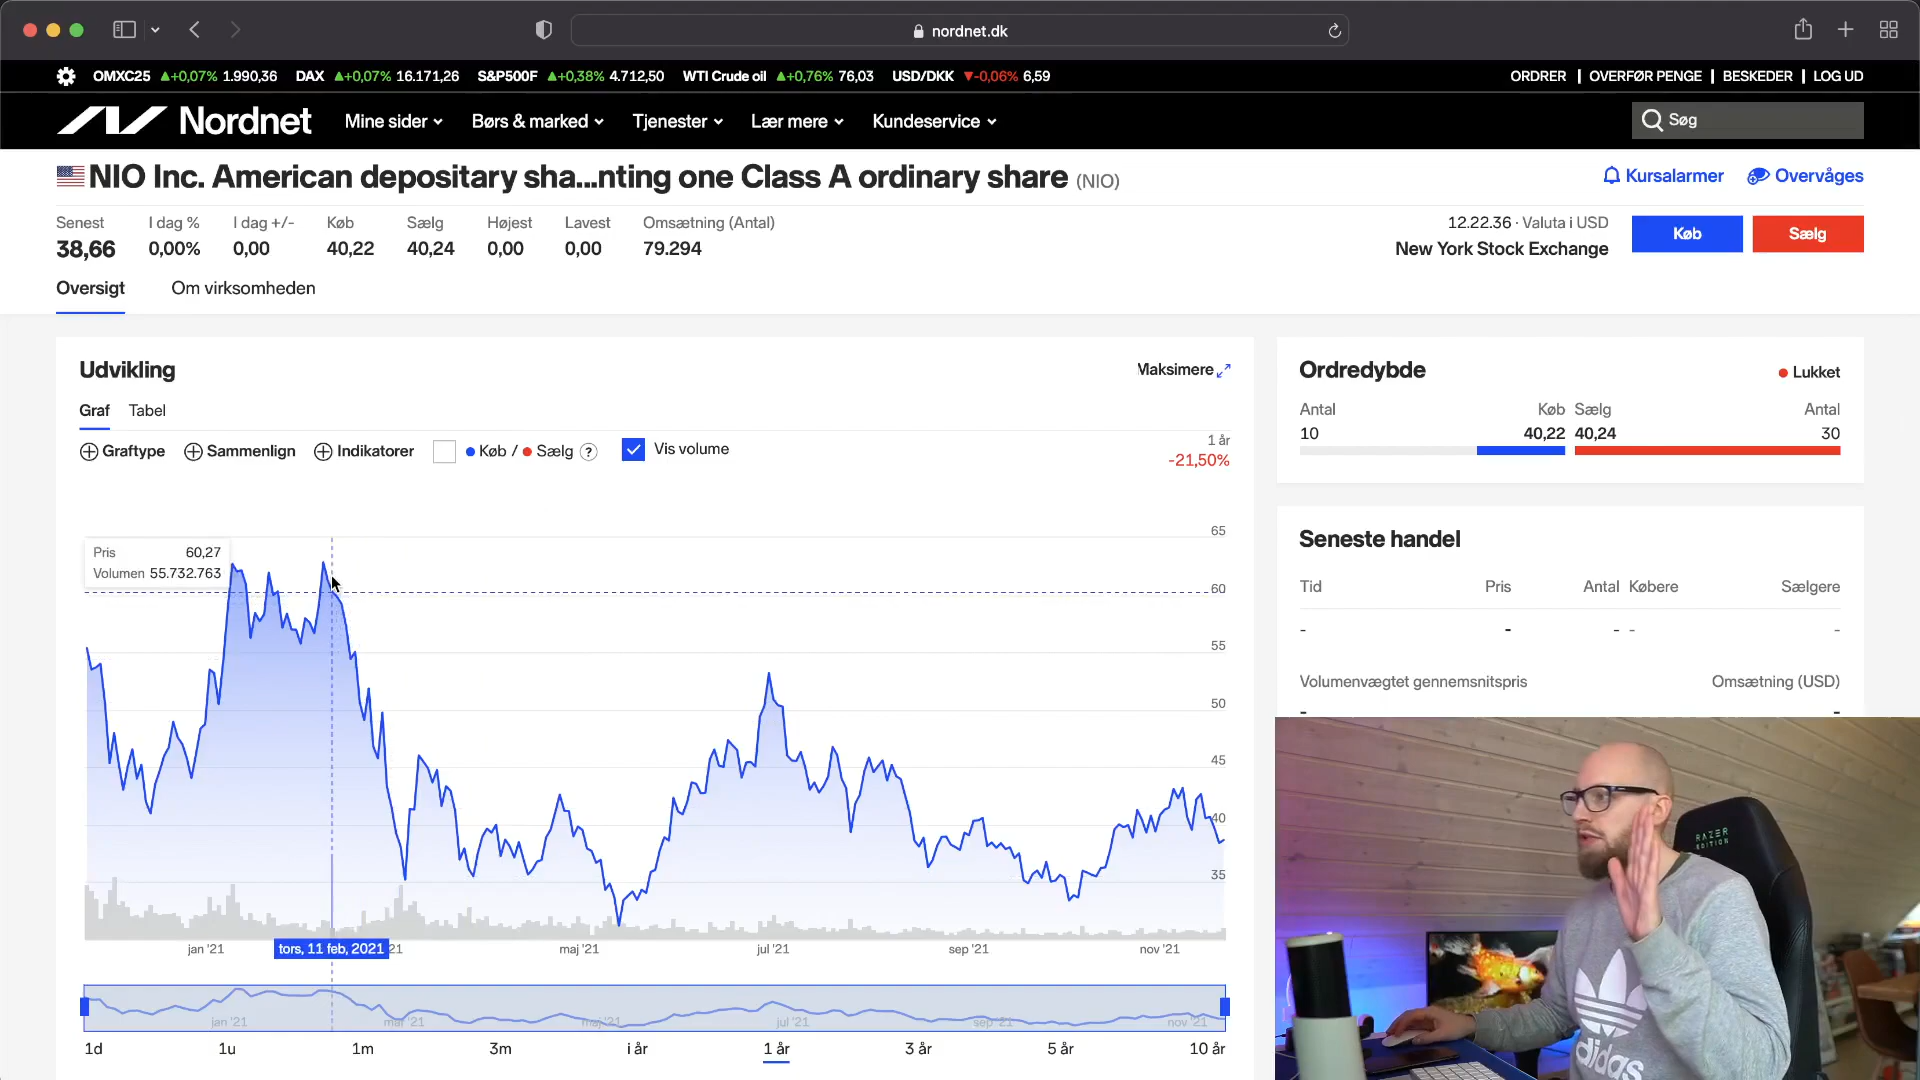 nordnet.dk
OMXC25 ▲+0,07% 1.990,36 DAX ▲+0,07% 16.171,26 S&P500F ▲+0,38% 4.712,50 WTI Crude oil ▲+0,76% 76,03 USD/DKK ▼-0,06% 6,59 ORDRER | OVERFØR PENGE | BESKEDER | LOG UD
Nordnet Mine sider Børs & marked Tjenester Lær mere Kundeservice Søg
NIO Inc. American depositary sha...nting one Class A ordinary share (NIO) Kursalarmer Overvåges
Senest I dag % I dag +/- Køb Sælg Højest Lavest Omsætning (Antal) 12.22.36 · Valuta i USD
38,66 0,00% 0,00 40,22 40,24 0,00 0,00 79.294 New York Stock Exchange
Køb Sælg
Oversigt Om virksomheden
Udvikling Maksimere
Graf Tabel
Graftype Sammenlign Indikatorer Køb / Sælg ? Vis volume
1 år
-21,50%
Pris 60,27
Volumen 55.732.763
65
60
55
50
45
40
35
jan '21 tors, 11 feb, 2021 21 maj '21 jul '21 sep '21 nov '21
jan '21 mar '21 maj '21 jul '21 sep '21 nov '21
1d 1u 1m 3m i år 1 år 3 år 5 år 10 år
Ordredybde Lukket
Antal Køb Sælg Antal
10 40,22 40,24 30
Seneste handel
Tid Pris Antal Købere Sælgere
- - - - -
Volumenvægtet gennemsnitspris Omsætning (USD)
- -
RAZER
EDITION
adidas